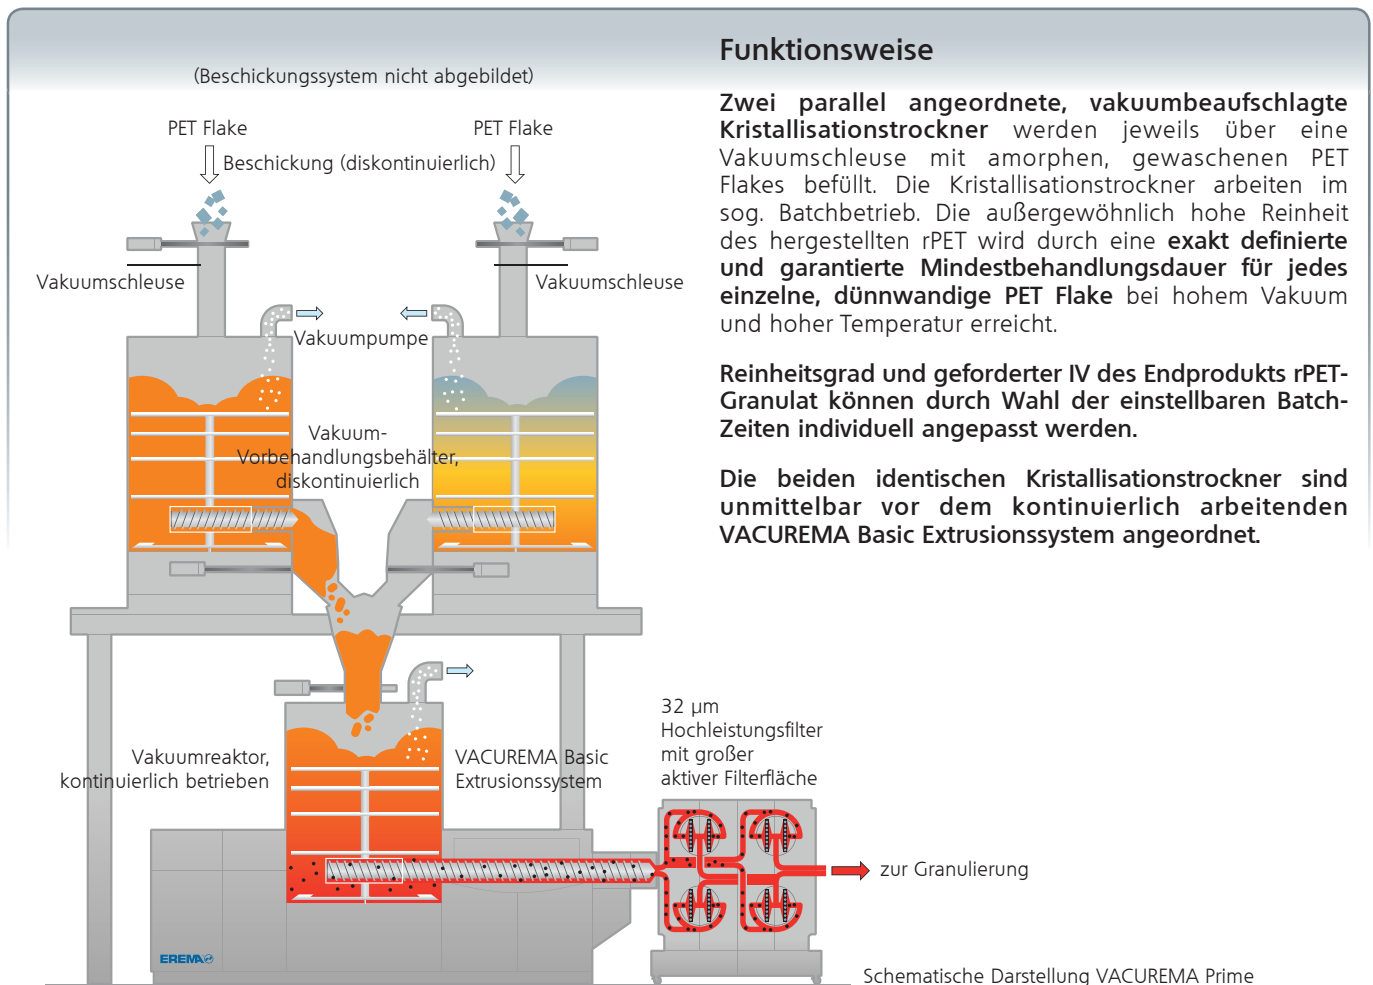 (Beschickungssystem nicht abgebildet)
PET Flake
PET Flake
Beschickung (diskontinuierlich)
Vakuumschleuse
Vakuumschleuse
Vakuumpumpe
Vakuum-
Vorbehandlungsbehälter,
diskontinuierlich
Vakuumreaktor,
kontinuierlich betrieben
VACUREMA Basic
Extrusionssystem
32 µm
Hochleistungsfilter
mit großer
aktiver Filterfläche
zur Granulierung
EREMA
Schematische Darstellung VACUREMA Prime
Funktionsweise
Zwei parallel angeordnete, vakuumbeaufschlagte
Kristallisationstrockner werden jeweils über eine
Vakuumschleuse mit amorphen, gewaschenen PET
Flakes befüllt. Die Kristallisationstrockner arbeiten im
sog. Batchbetrieb. Die außergewöhnlich hohe Reinheit
des hergestellten rPET wird durch eine exakt definierte
und garantierte Mindestbehandlungsdauer für jedes
einzelne, dünnwandige PET Flake bei hohem Vakuum
und hoher Temperatur erreicht.
Reinheitsgrad und geforderter IV des Endprodukts rPET-
Granulat können durch Wahl der einstellbaren Batch-
Zeiten individuell angepasst werden.
Die beiden identischen Kristallisationstrockner sind
unmittelbar vor dem kontinuierlich arbeitenden
VACUREMA Basic Extrusionssystem angeordnet.